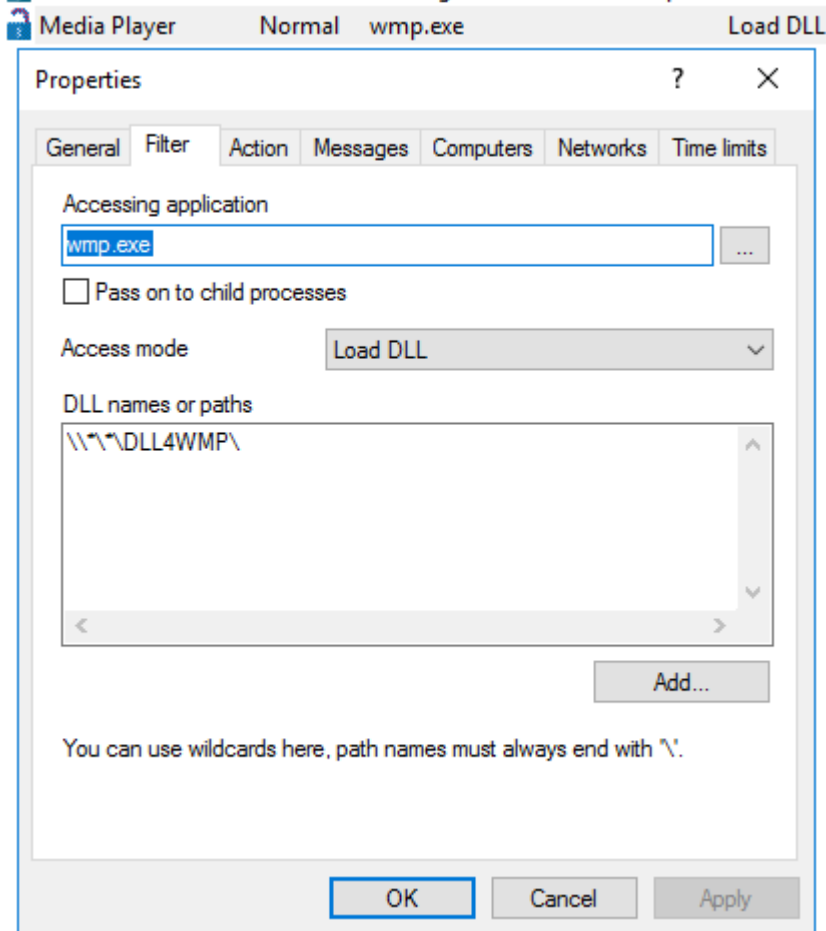 Media Player Normal wmp.exe Load DLL
Properties ?
General Filter Action Messages Computers Networks Time limits
Accessing application
wmp.exe ...
Pass on to child processes
Access mode Load DLL
DLL names or paths
\\*\*\DLL4WMP\
Add...
You can use wildcards here, path names must always end with '\'.
OK Cancel Apply